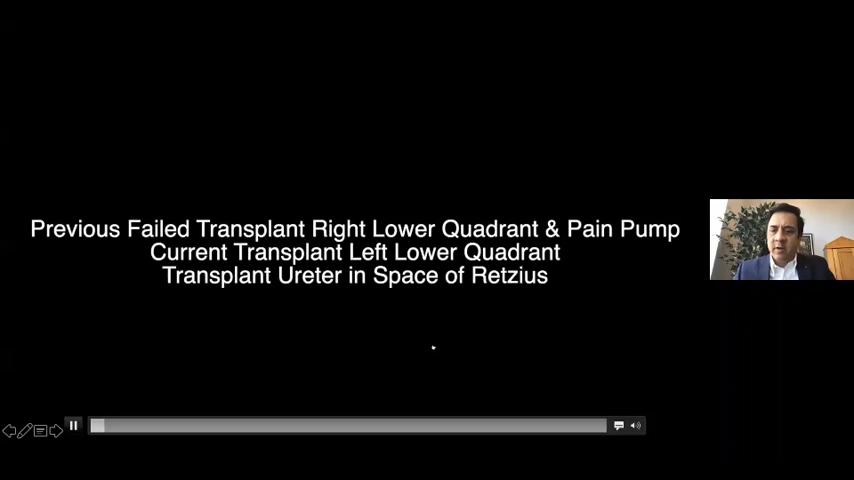 Previous Failed Transplant Right Lower Quadrant & Pain Pump
Current Transplant Left Lower Quadrant
Transplant Ureter in Space of Retzius